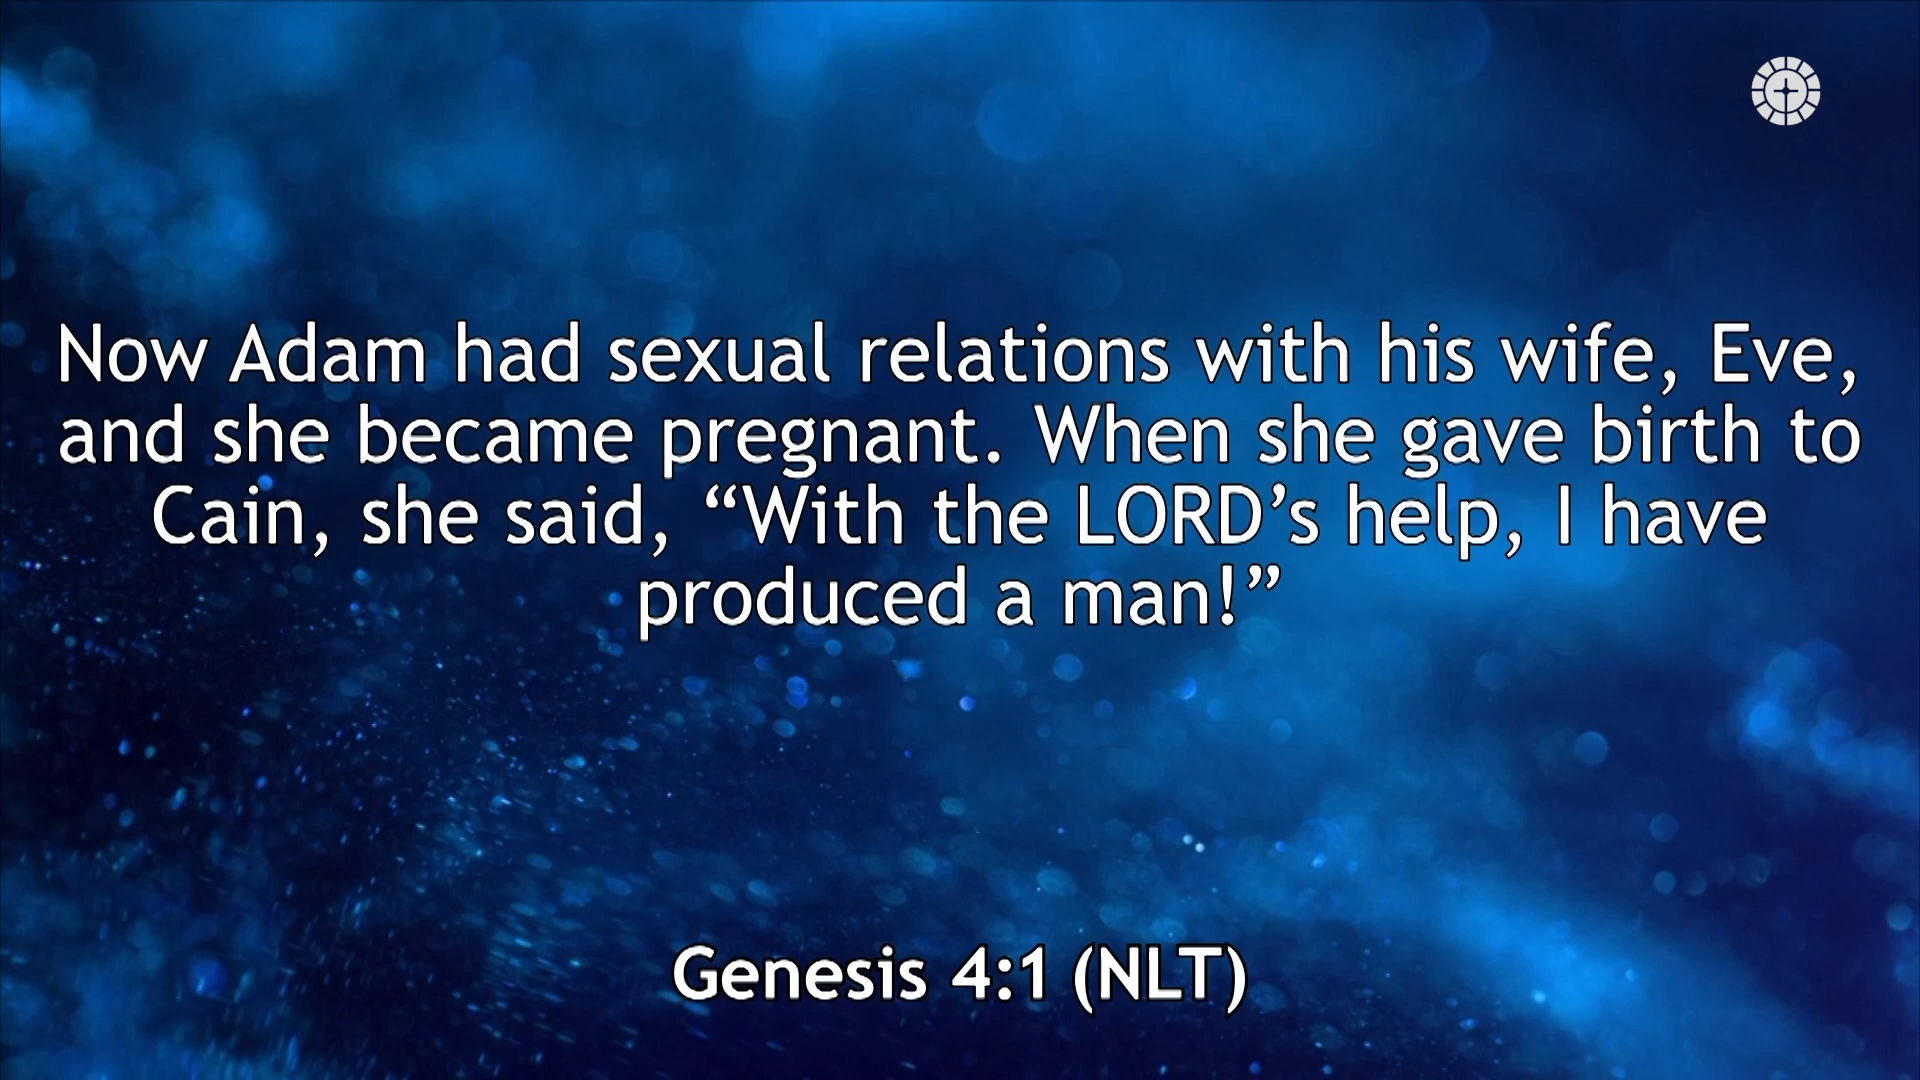 Now Adam had sexual relations with his wife, Eve,
and she became pregnant. When she gave birth to
Cain, she said, “With the LORD’s help, I have
produced a man!”
Genesis 4:1 (NLT)